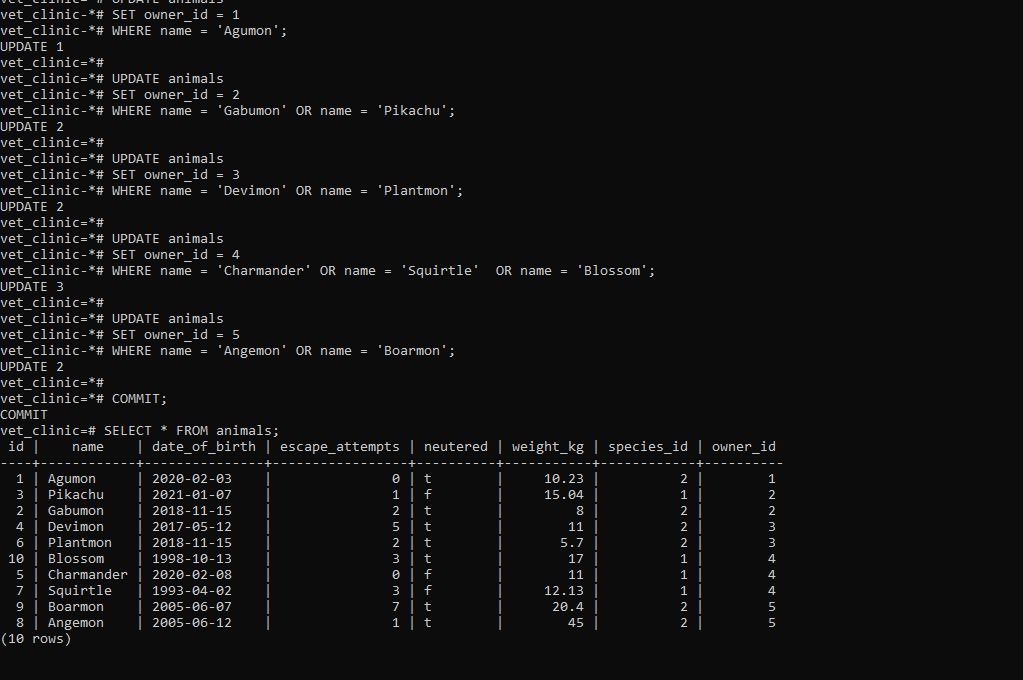 vet_clinic-*# UPDATE animals
vet_clinic-*# SET owner_id = 1
vet_clinic-*# WHERE name = 'Agumon';
UPDATE 1
vet_clinic=*#
vet_clinic=*# UPDATE animals
vet_clinic-*# SET owner_id = 2
vet_clinic-*# WHERE name = 'Gabumon' OR name = 'Pikachu';
UPDATE 2
vet_clinic=*#
vet_clinic=*# UPDATE animals
vet_clinic-*# SET owner_id = 3
vet_clinic-*# WHERE name = 'Devimon' OR name = 'Plantmon';
UPDATE 2
vet_clinic=*#
vet_clinic=*# UPDATE animals
vet_clinic-*# SET owner_id = 4
vet_clinic-*# WHERE name = 'Charmander' OR name = 'Squirtle'  OR name = 'Blossom';
UPDATE 3
vet_clinic=*#
vet_clinic=*# UPDATE animals
vet_clinic-*# SET owner_id = 5
vet_clinic-*# WHERE name = 'Angemon' OR name = 'Boarmon';
UPDATE 2
vet_clinic=*#
vet_clinic=*# COMMIT;
COMMIT
vet_clinic=# SELECT * FROM animals;
 id |    name    | date_of_birth | escape_attempts | neutered | weight_kg | species_id | owner_id
----+------------+---------------+-----------------+----------+-----------+------------+----------
  1 | Agumon     | 2020-02-03    |               0 | t        |     10.23 |          2 |        1
  3 | Pikachu    | 2021-01-07    |               1 | f        |     15.04 |          1 |        2
  2 | Gabumon    | 2018-11-15    |               2 | t        |         8 |          2 |        2
  4 | Devimon    | 2017-05-12    |               5 | t        |        11 |          2 |        3
  6 | Plantmon   | 2018-11-15    |               2 | t        |       5.7 |          2 |        3
 10 | Blossom    | 1998-10-13    |               3 | t        |        17 |          1 |        4
  5 | Charmander | 2020-02-08    |               0 | f        |        11 |          1 |        4
  7 | Squirtle   | 1993-04-02    |               3 | f        |     12.13 |          1 |        4
  9 | Boarmon    | 2005-06-07    |               7 | t        |      20.4 |          2 |        5
  8 | Angemon    | 2005-06-12    |               1 | t        |        45 |          2 |        5
(10 rows)